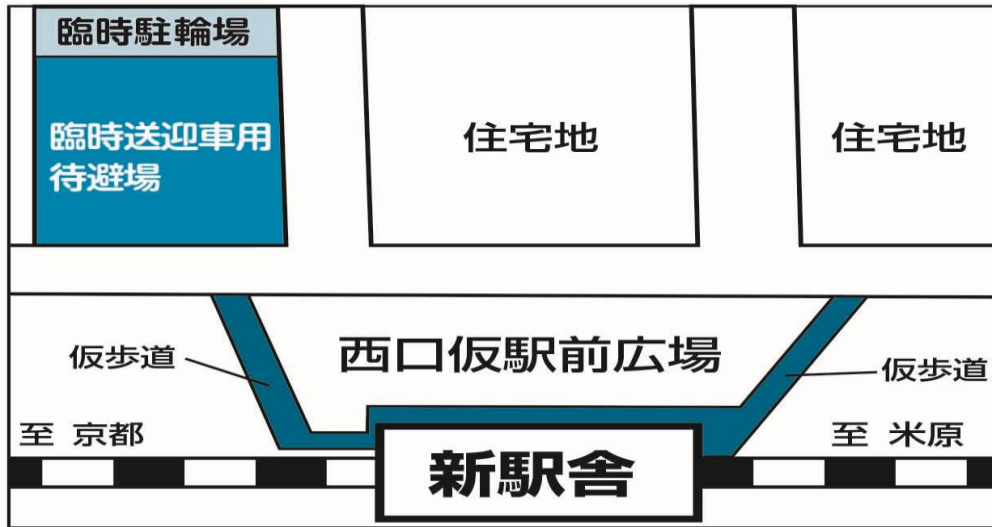 臨時駐輪場
臨時送迎車用
待避場
住宅地
住宅地
仮歩道
西口仮駅前広場
仮歩道
至 京都
至 米原
新駅舎